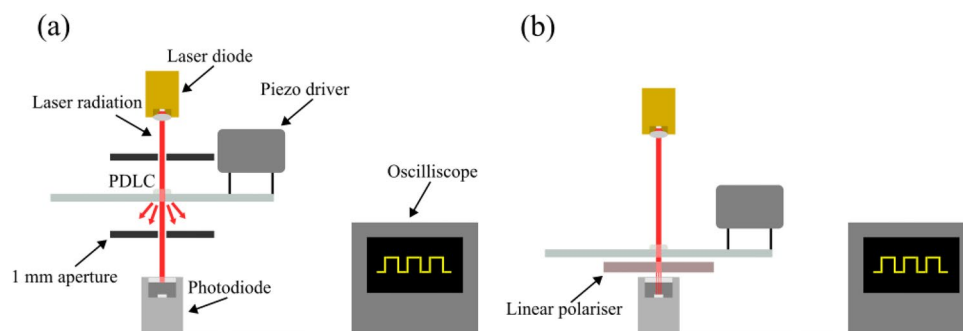 (a)
Laser diode
Laser radiation
Piezo driver
PDLC
Oscilliscope
1 mm aperture
Photodiode
(b)
Linear polariser